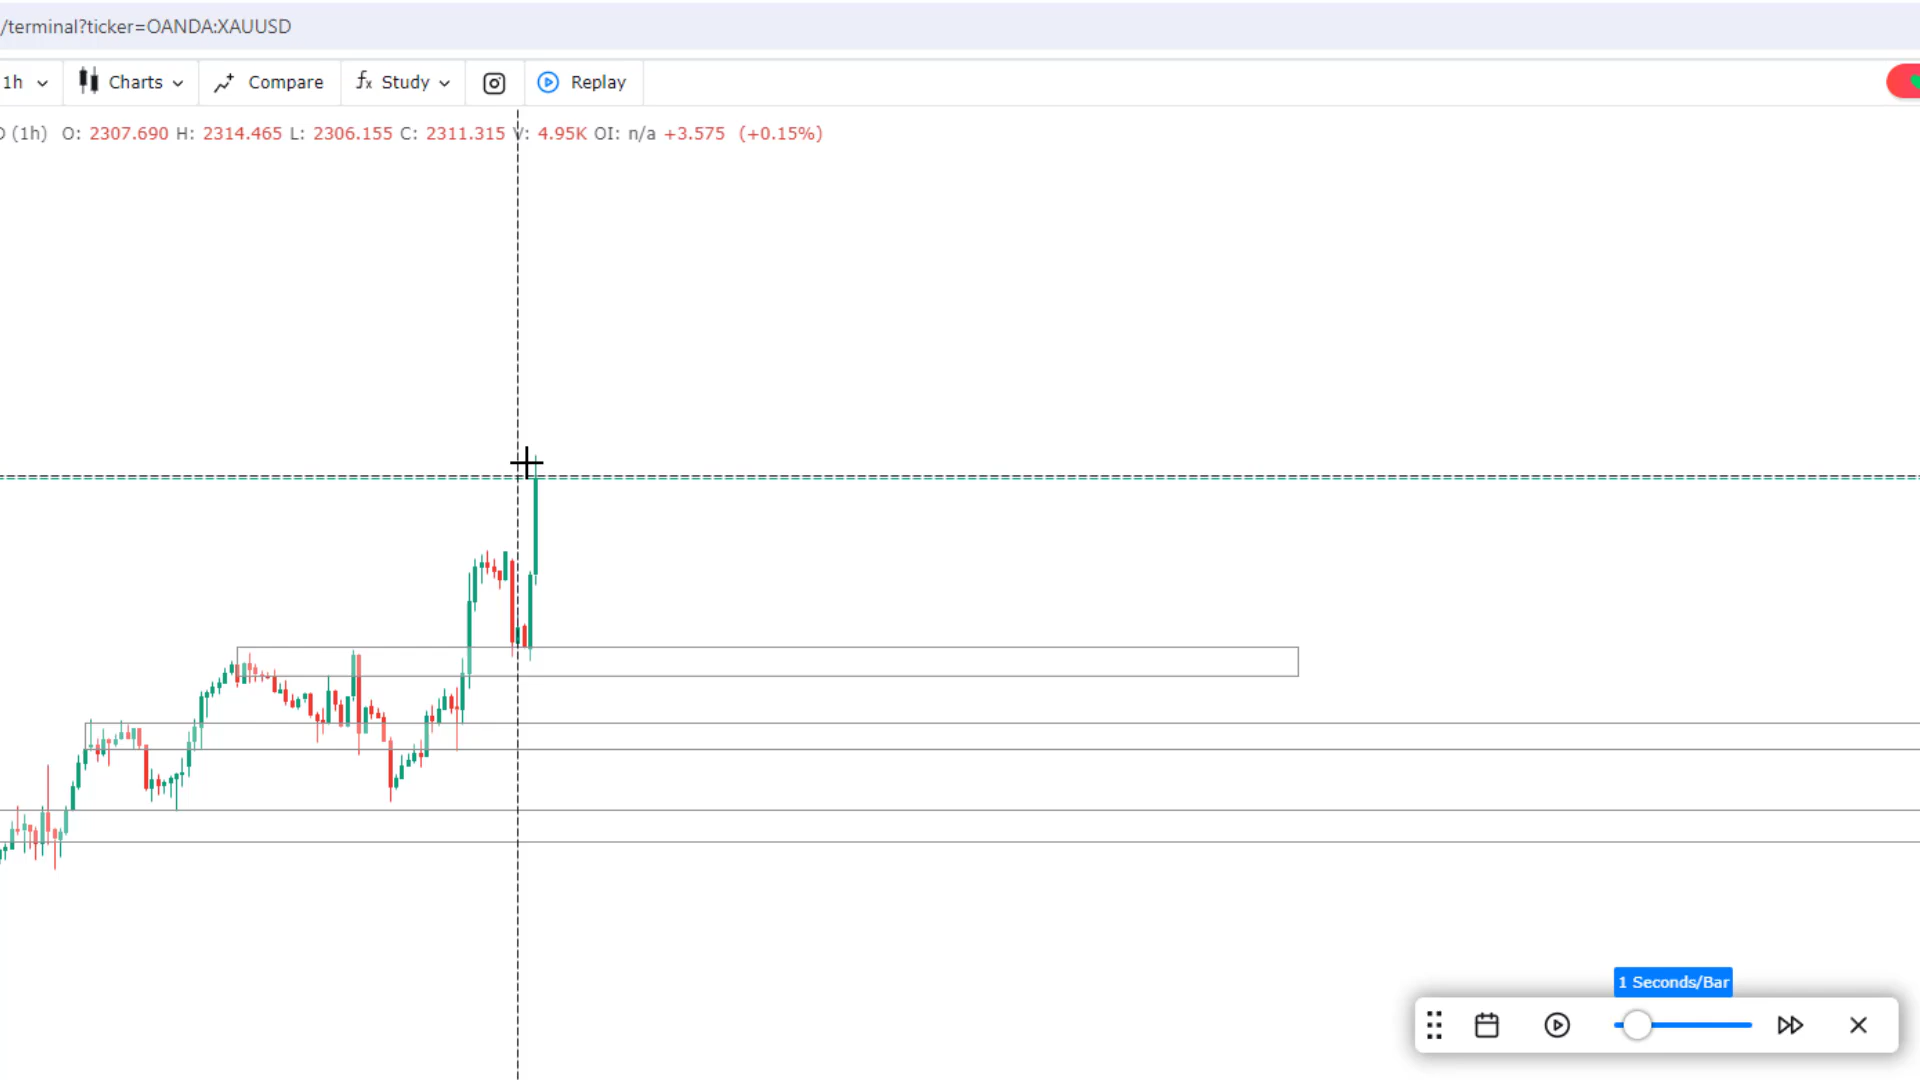 /terminal?ticker=OANDA:XAUUSD
1h Charts Compare fx Study Replay
(1h) O: 2307.690 H: 2314.465 L: 2306.155 C: 2311.315 V: 4.95K OI: n/a +3.575 (+0.15%)
1 Seconds/Bar